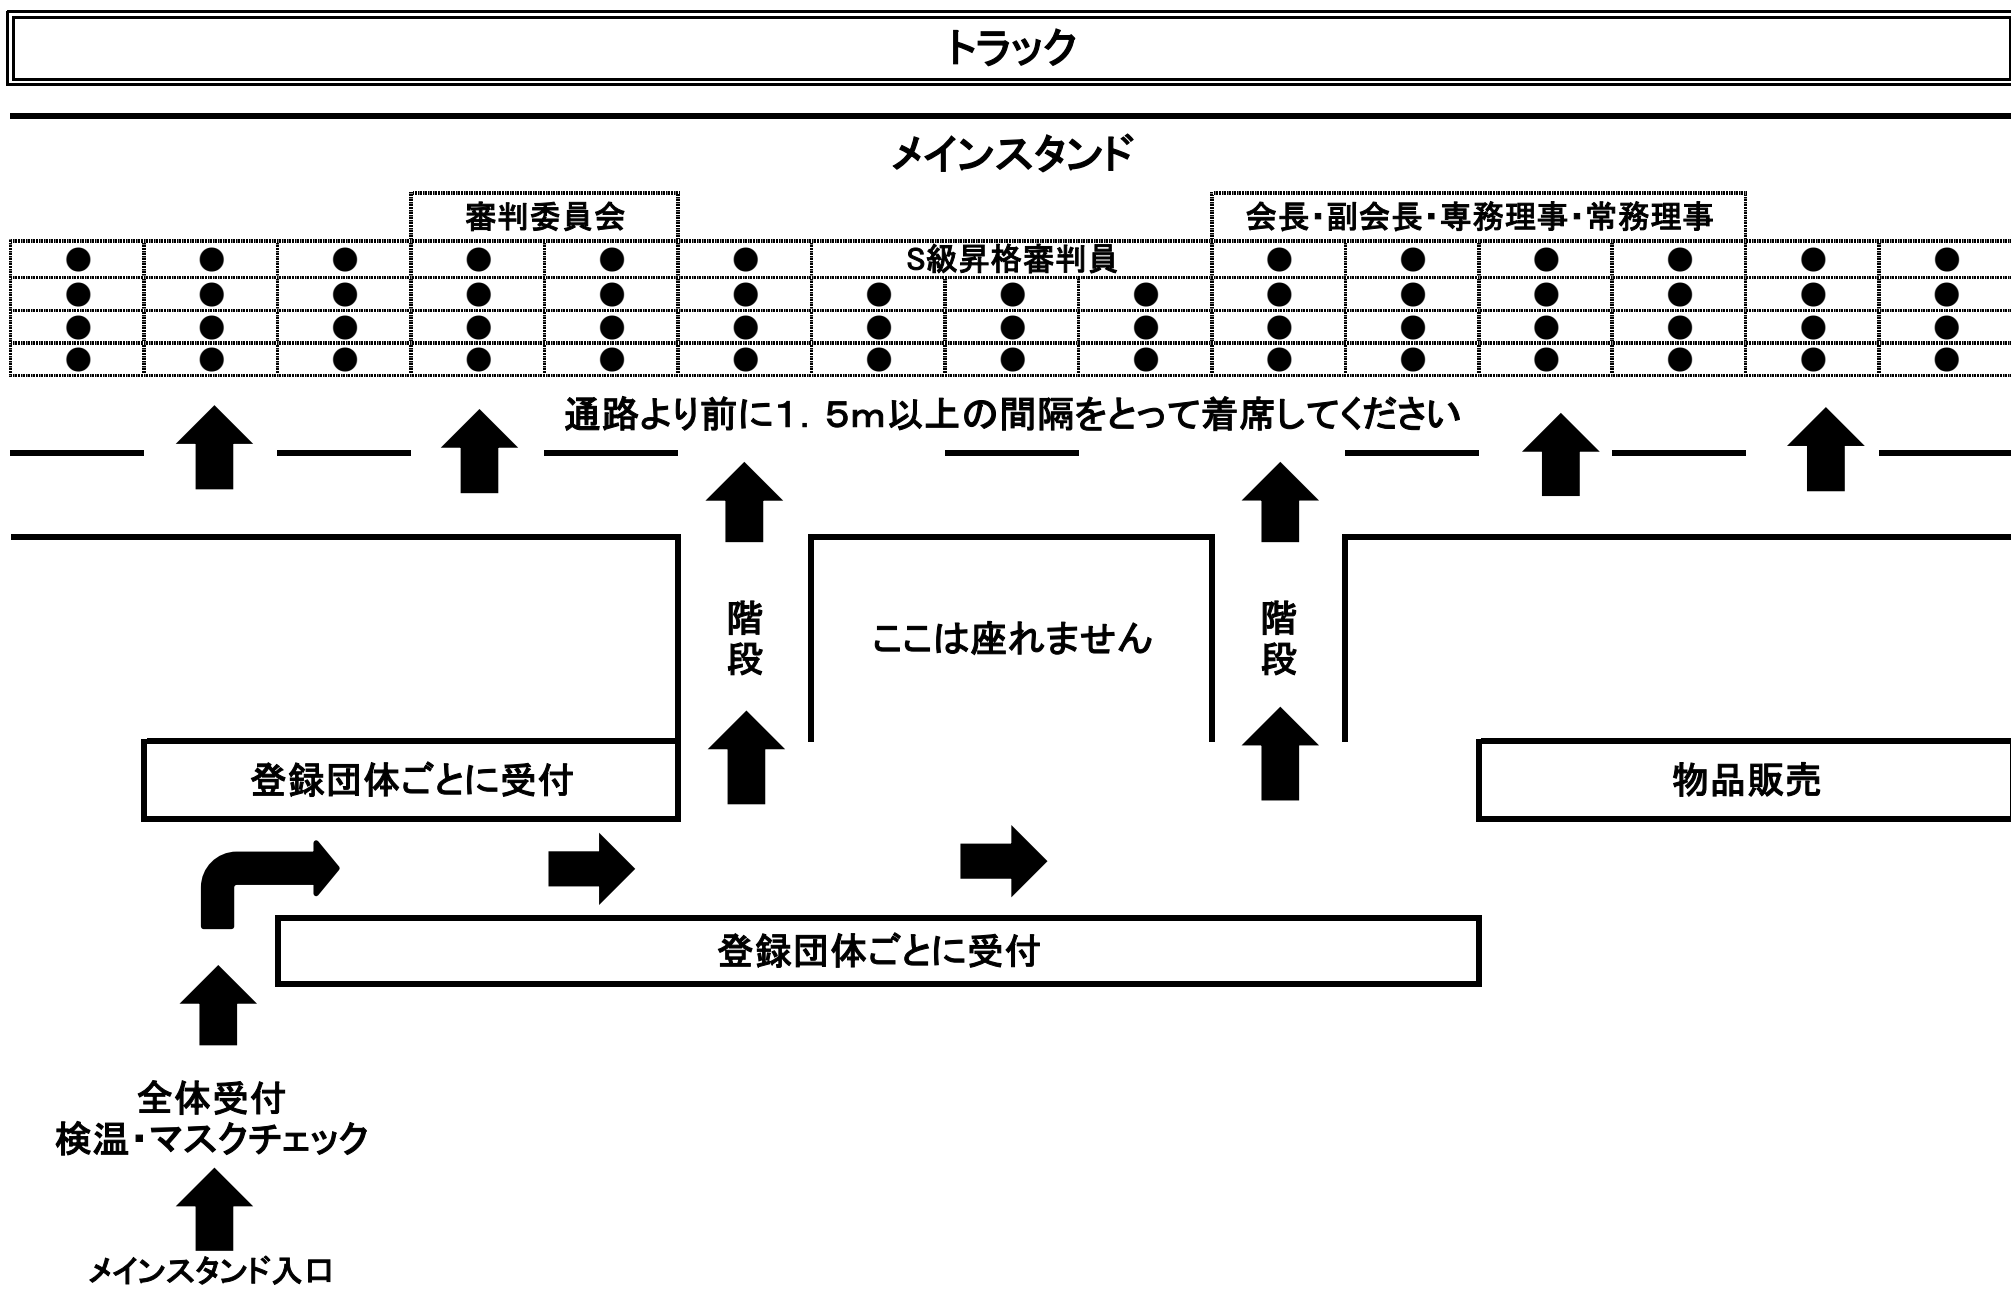 トラック
メインスタンド
審判委員会
会長・副会長・専務理事・常務理事
S級昇格審判員
通路より前に1.5m以上の間隔をとって着席してください
階段
ここは座れません
階段
登録団体ごとに受付
物品販売
登録団体ごとに受付
全体受付
検温・マスクチェック
メインスタンド入口